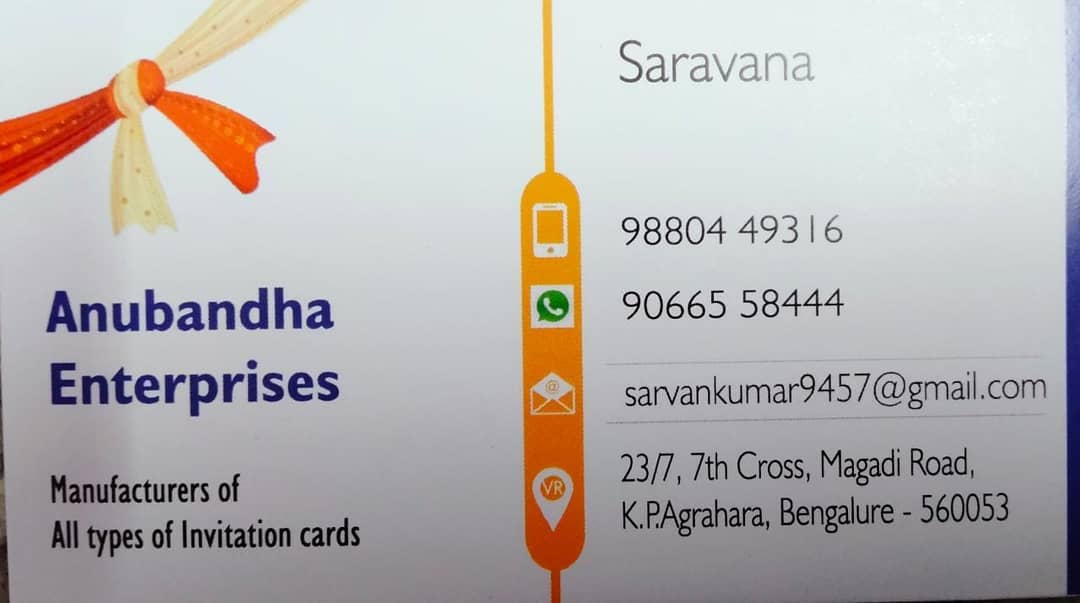 Anubandha
Enterprises
Manufacturers of
All types of Invitation cards
Saravana
98804 49316
90665 58444
@
sarvankumar9457@gmail.com
VR
23/7, 7th Cross, Magadi Road,
K.P.Agrahara, Bengalure - 560053